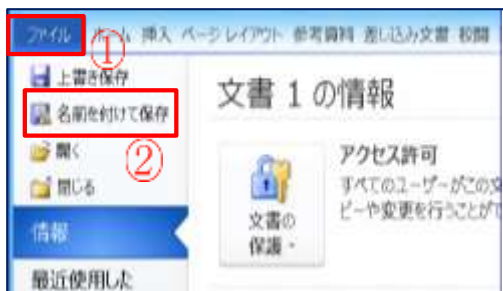 ファイル ホーム 挿入 ページレイアウト 参考資料 差し込み文書 校閲
①
上書き保存
名前を付けて保存
②
開く
閉じる
情報
最近使用した
文書 1 の情報
文書の
保護
アクセス許可
すべてのユーザーがこの文
ピーや変更を行うことがで